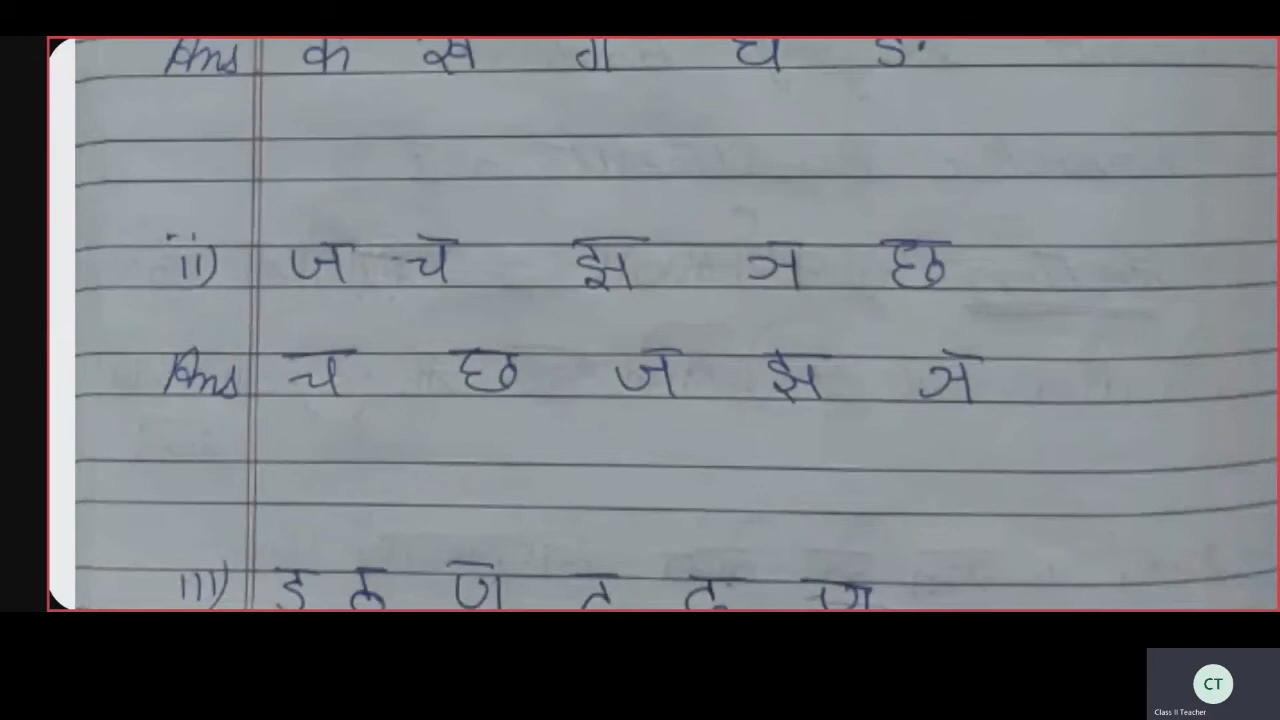 Ans क ख ग घ ङ
ii) ज च झ ञ छ
Ans च छ ज झ ञ
iii)
CT
Class II Teacher